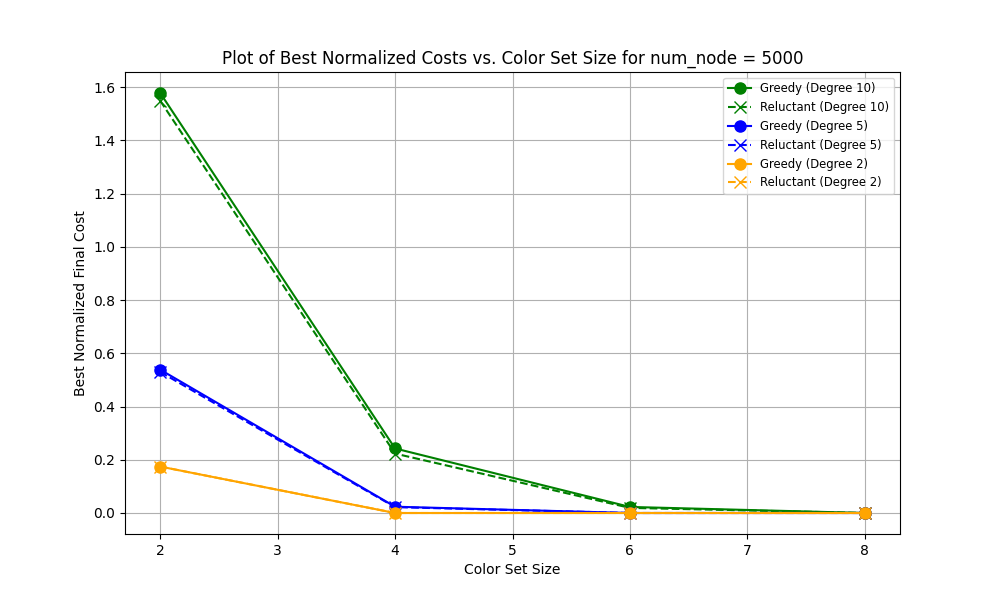 Plot of Best Normalized Costs vs. Color Set Size for num_node = 5000
Greedy (Degree 10)
Reluctant (Degree 10)
Greedy (Degree 5)
Reluctant (Degree 5)
Greedy (Degree 2)
Reluctant (Degree 2)
Best Normalized Final Cost
1.6
1.4
1.2
1.0
0.8
0.6
0.4
0.2
0.0
2 3 4 5 6 7 8
Color Set Size